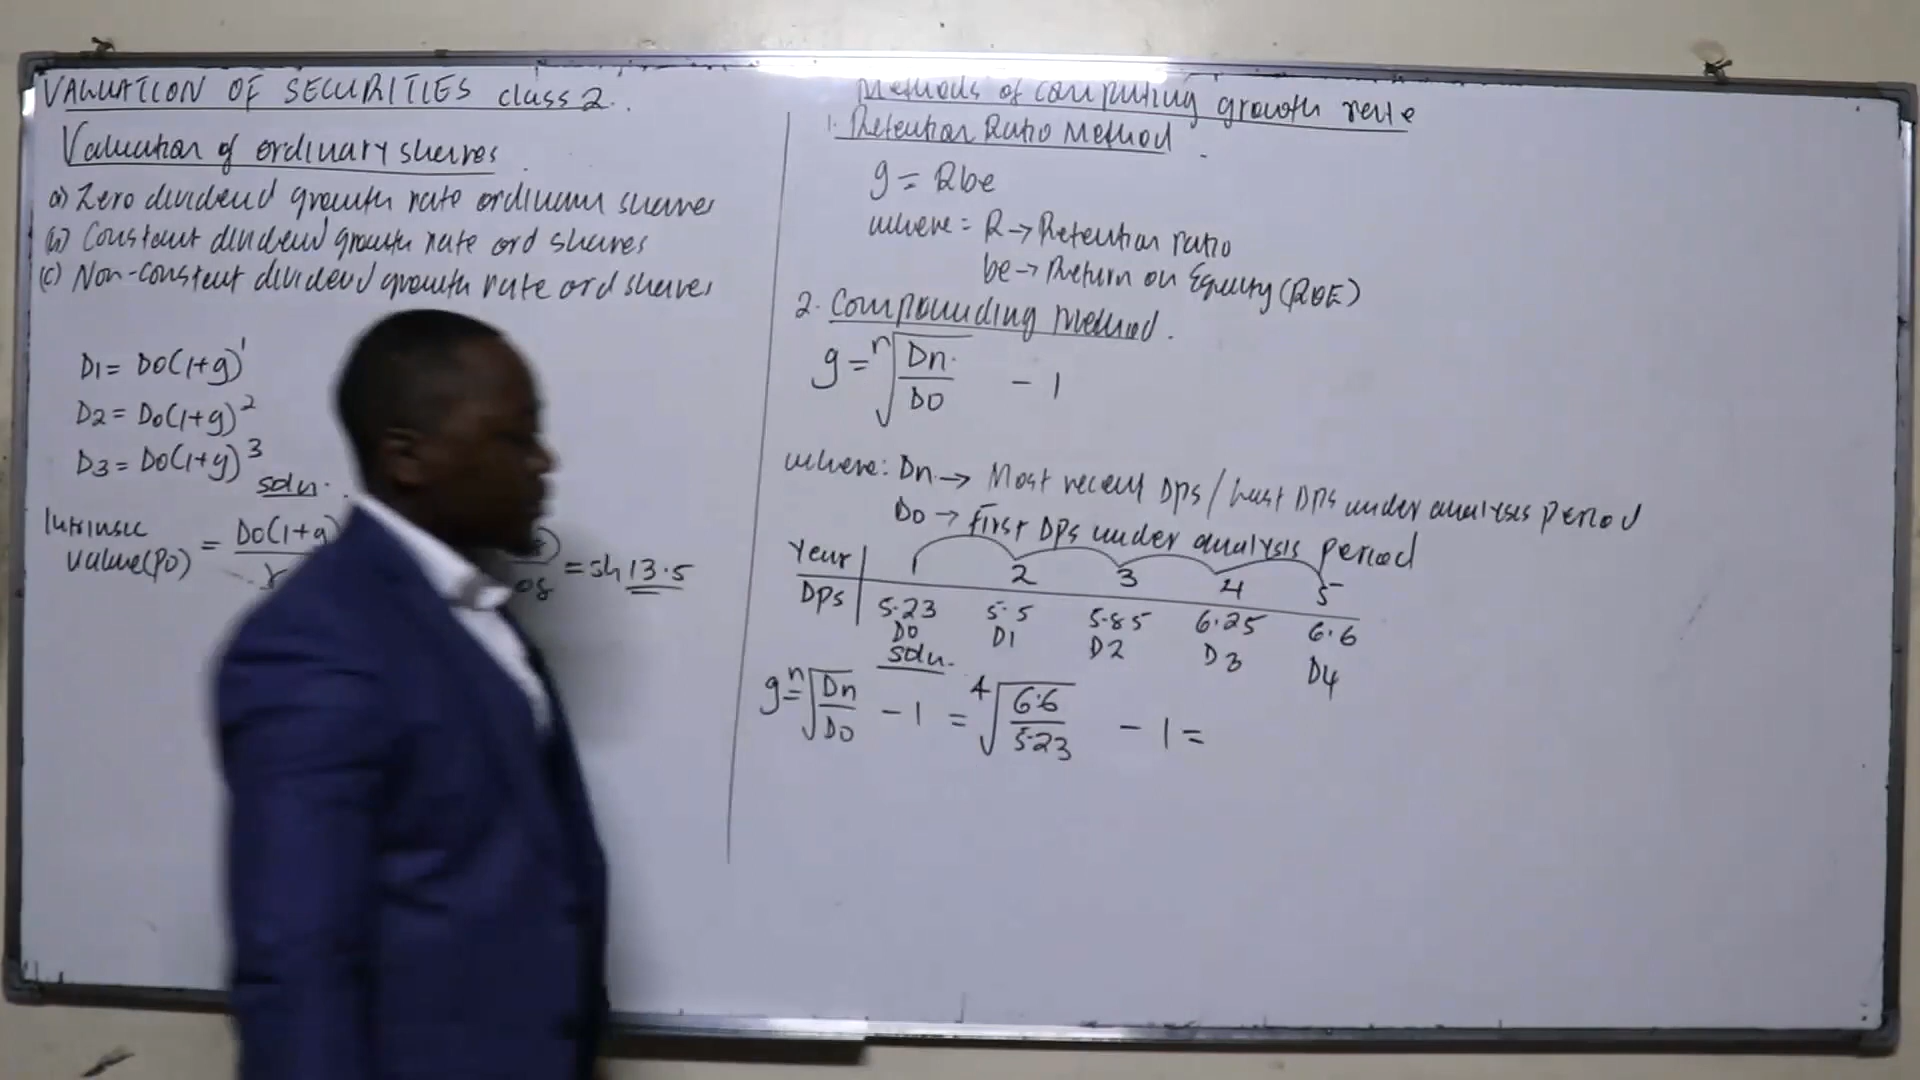 VALUATION OF SECURITIES class 2.
Valuation of ordinary shares
a) Zero dividend growth rate ordinary shares
(b) Constant dividend growth rate ord shares
(c) Non-constant dividend growth rate ord shares
D1 = D0(1+g)¹
D2 = D0(1+g)²
D3 = D0(1+g)³
soln.
Intrinsic value(P0) = D0(1+g)
= sh 13.5
Methods of computing growth rate
1. Retention Ratio Method
g = Rbe
where = R → Retention ratio
be → Return on Equity (ROE)
2. Compounding Method.
g = n√Dn/D0 - 1
where: Dn → Most recent DPS / Last DPS under analysis period
D0 → First DPS under analysis period
Year | 1 2 3 4 5
DPS | 5.23 5.5 5.85 6.25 6.6
D0 D1 D2 D3 D4
soln.
g = n√Dn/D0 - 1 = 4√6.6/5.23 - 1 =